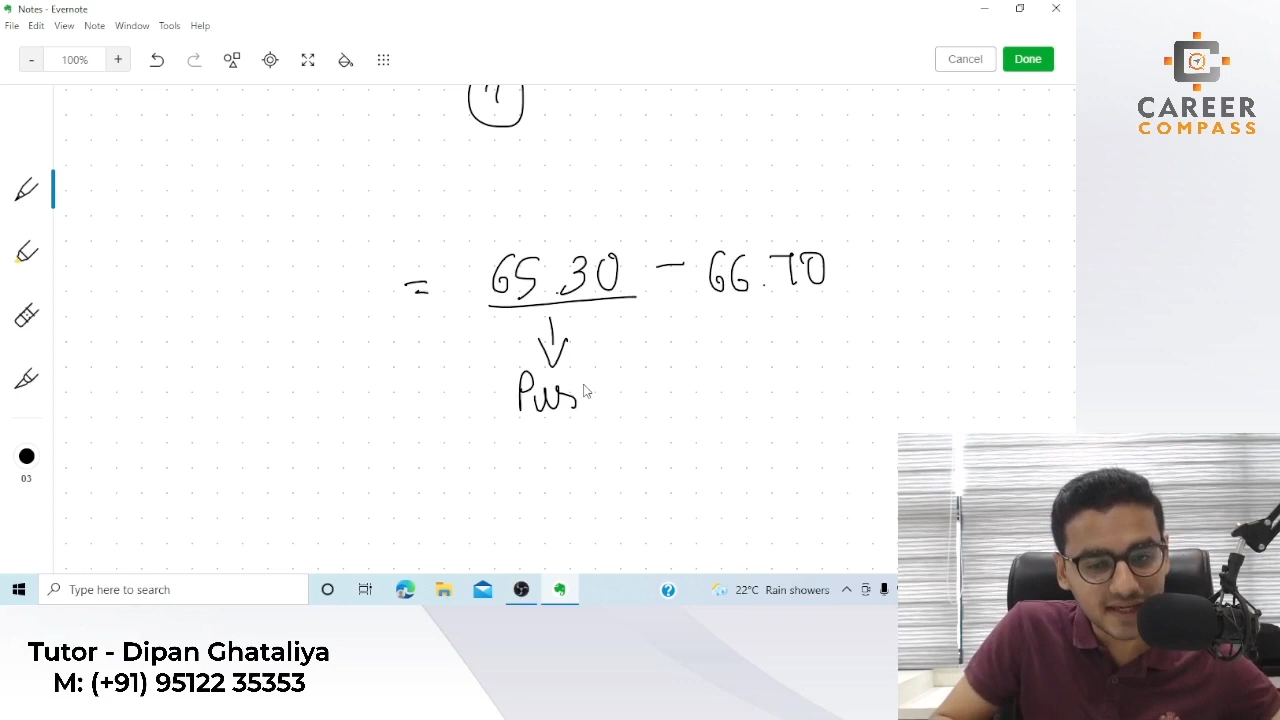 Notes - Evernote
File Edit View Note Window Tools Help
- 100% +
Cancel Done
CAREER
COMPASS
= 65.30 - 66.70
Pus
03
Type here to search
22°C Rain showers
Tutor - Dipan Ghataliya
M: (+91) 95122 35353